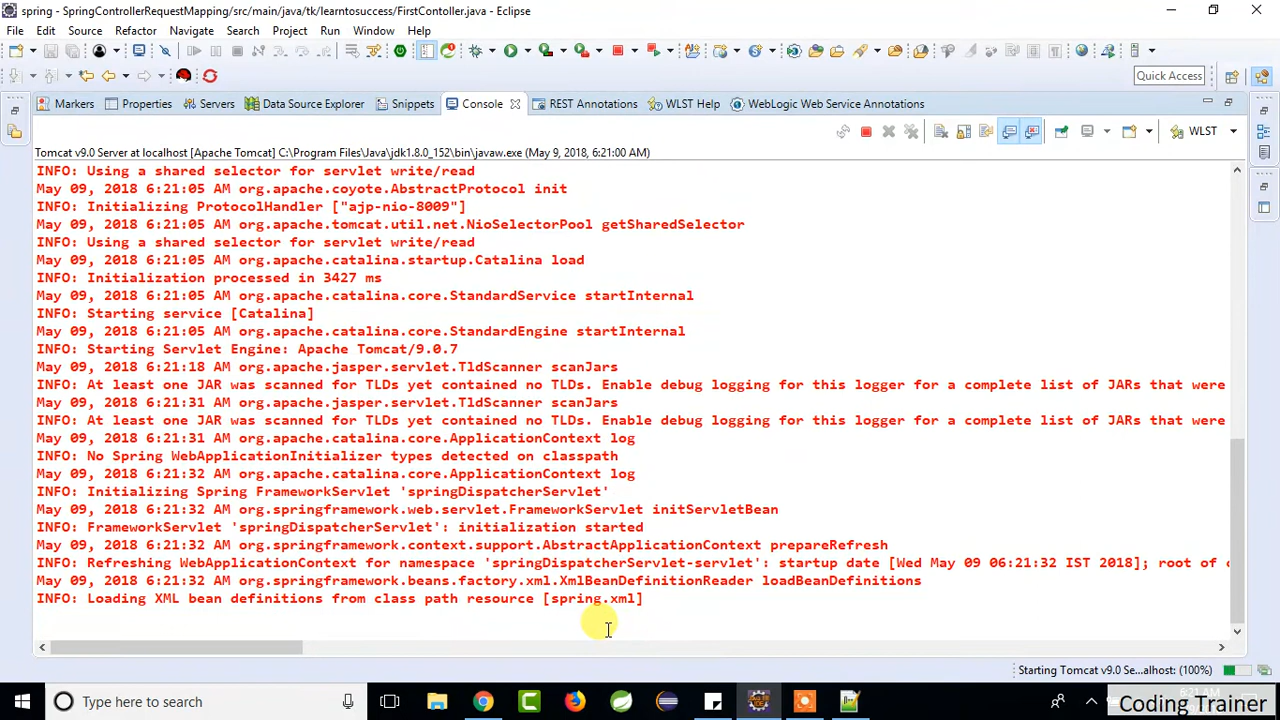 spring - SpringControllerRequestMapping/src/main/java/tk/learntosuccess/FirstContoller.java - Eclipse
File Edit Source Refactor Navigate Search Project Run Field Window Help
Quick Access
Markers Properties Servers Data Source Explorer Snippets Console REST Annotations WLST Help WebLogic Web Service Annotations
WLST
Tomcat v9.0 Server at localhost [Apache Tomcat] C:\Program Files\Java\jdk1.8.0_152\bin\javaw.exe (May 9, 2018, 6:21:00 AM)
INFO: Using a shared selector for servlet write/read
May 09, 2018 6:21:05 AM org.apache.coyote.AbstractProtocol init
INFO: Initializing ProtocolHandler ["ajp-nio-8009"]
May 09, 2018 6:21:05 AM org.apache.tomcat.util.net.NioSelectorPool getSharedSelector
INFO: Using a shared selector for servlet write/read
May 09, 2018 6:21:05 AM org.apache.catalina.startup.Catalina load
INFO: Initialization processed in 3427 ms
May 09, 2018 6:21:05 AM org.apache.catalina.core.StandardService startInternal
INFO: Starting service [Catalina]
May 09, 2018 6:21:05 AM org.apache.catalina.core.StandardEngine startInternal
INFO: Starting Servlet Engine: Apache Tomcat/9.0.7
May 09, 2018 6:21:18 AM org.apache.jasper.servlet.TldScanner scanJars
INFO: At least one JAR was scanned for TLDs yet contained no TLDs. Enable debug logging for this logger for a complete list of JARs that were
May 09, 2018 6:21:31 AM org.apache.jasper.servlet.TldScanner scanJars
INFO: At least one JAR was scanned for TLDs yet contained no TLDs. Enable debug logging for this logger for a complete list of JARs that were
May 09, 2018 6:21:31 AM org.apache.catalina.core.ApplicationContext log
INFO: No Spring WebApplicationInitializer types detected on classpath
May 09, 2018 6:21:32 AM org.apache.catalina.core.ApplicationContext log
INFO: Initializing Spring FrameworkServlet 'springDispatcherServlet'
May 09, 2018 6:21:32 AM org.springframework.web.servlet.FrameworkServlet initServletBean
INFO: FrameworkServlet 'springDispatcherServlet': initialization started
May 09, 2018 6:21:32 AM org.springframework.context.support.AbstractApplicationContext prepareRefresh
INFO: Refreshing WebApplicationContext for namespace 'springDispatcherServlet-servlet': startup date [Wed May 09 06:21:32 IST 2018]; root of
May 09, 2018 6:21:32 AM org.springframework.beans.factory.xml.XmlBeanDefinitionReader loadBeanDefinitions
INFO: Loading XML bean definitions from class path resource [spring.xml]
Starting Tomcat v9.0 Se...alhost: (100%)
Type here to search
Coding Trainer